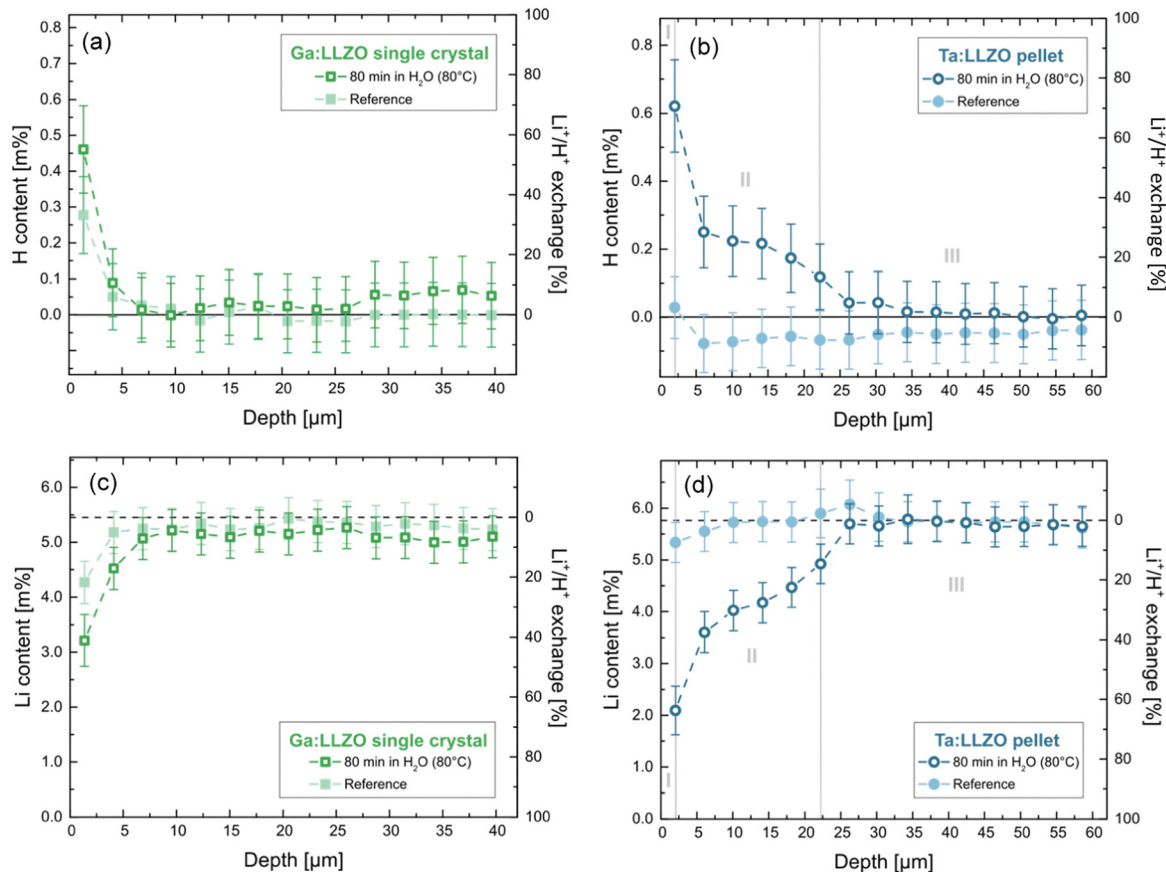 (a)
Ga:LLZO single crystal
80 min in H₂O (80°C)
Reference
H content [m%]
0.8
0.7
0.6
0.5
0.4
0.3
0.2
0.1
0.0
Li⁺/H⁺ exchange [%]
100
80
60
40
20
0
0 5 10 15 20 25 30 35 40
Depth [µm]
(b)
I
II
III
Ta:LLZO pellet
80 min in H₂O (80°C)
Reference
H content [m%]
0.8
0.6
0.4
0.2
0.0
Li⁺/H⁺ exchange [%]
100
80
60
40
20
0
0 5 10 15 20 25 30 35 40 45 50 55 60
Depth [µm]
(c)
Ga:LLZO single crystal
80 min in H₂O (80°C)
Reference
Li content [m%]
6.0
5.0
4.0
3.0
2.0
1.0
0.0
Li⁺/H⁺ exchange [%]
0
20
40
60
80
100
0 5 10 15 20 25 30 35 40
Depth [µm]
(d)
III
II
I
Ta:LLZO pellet
80 min in H₂O (80°C)
Reference
Li content [m%]
6.0
5.0
4.0
3.0
2.0
1.0
0.0
Li⁺/H⁺ exchange [%]
0
20
40
60
80
100
0 5 10 15 20 25 30 35 40 45 50 55 60
Depth [µm]